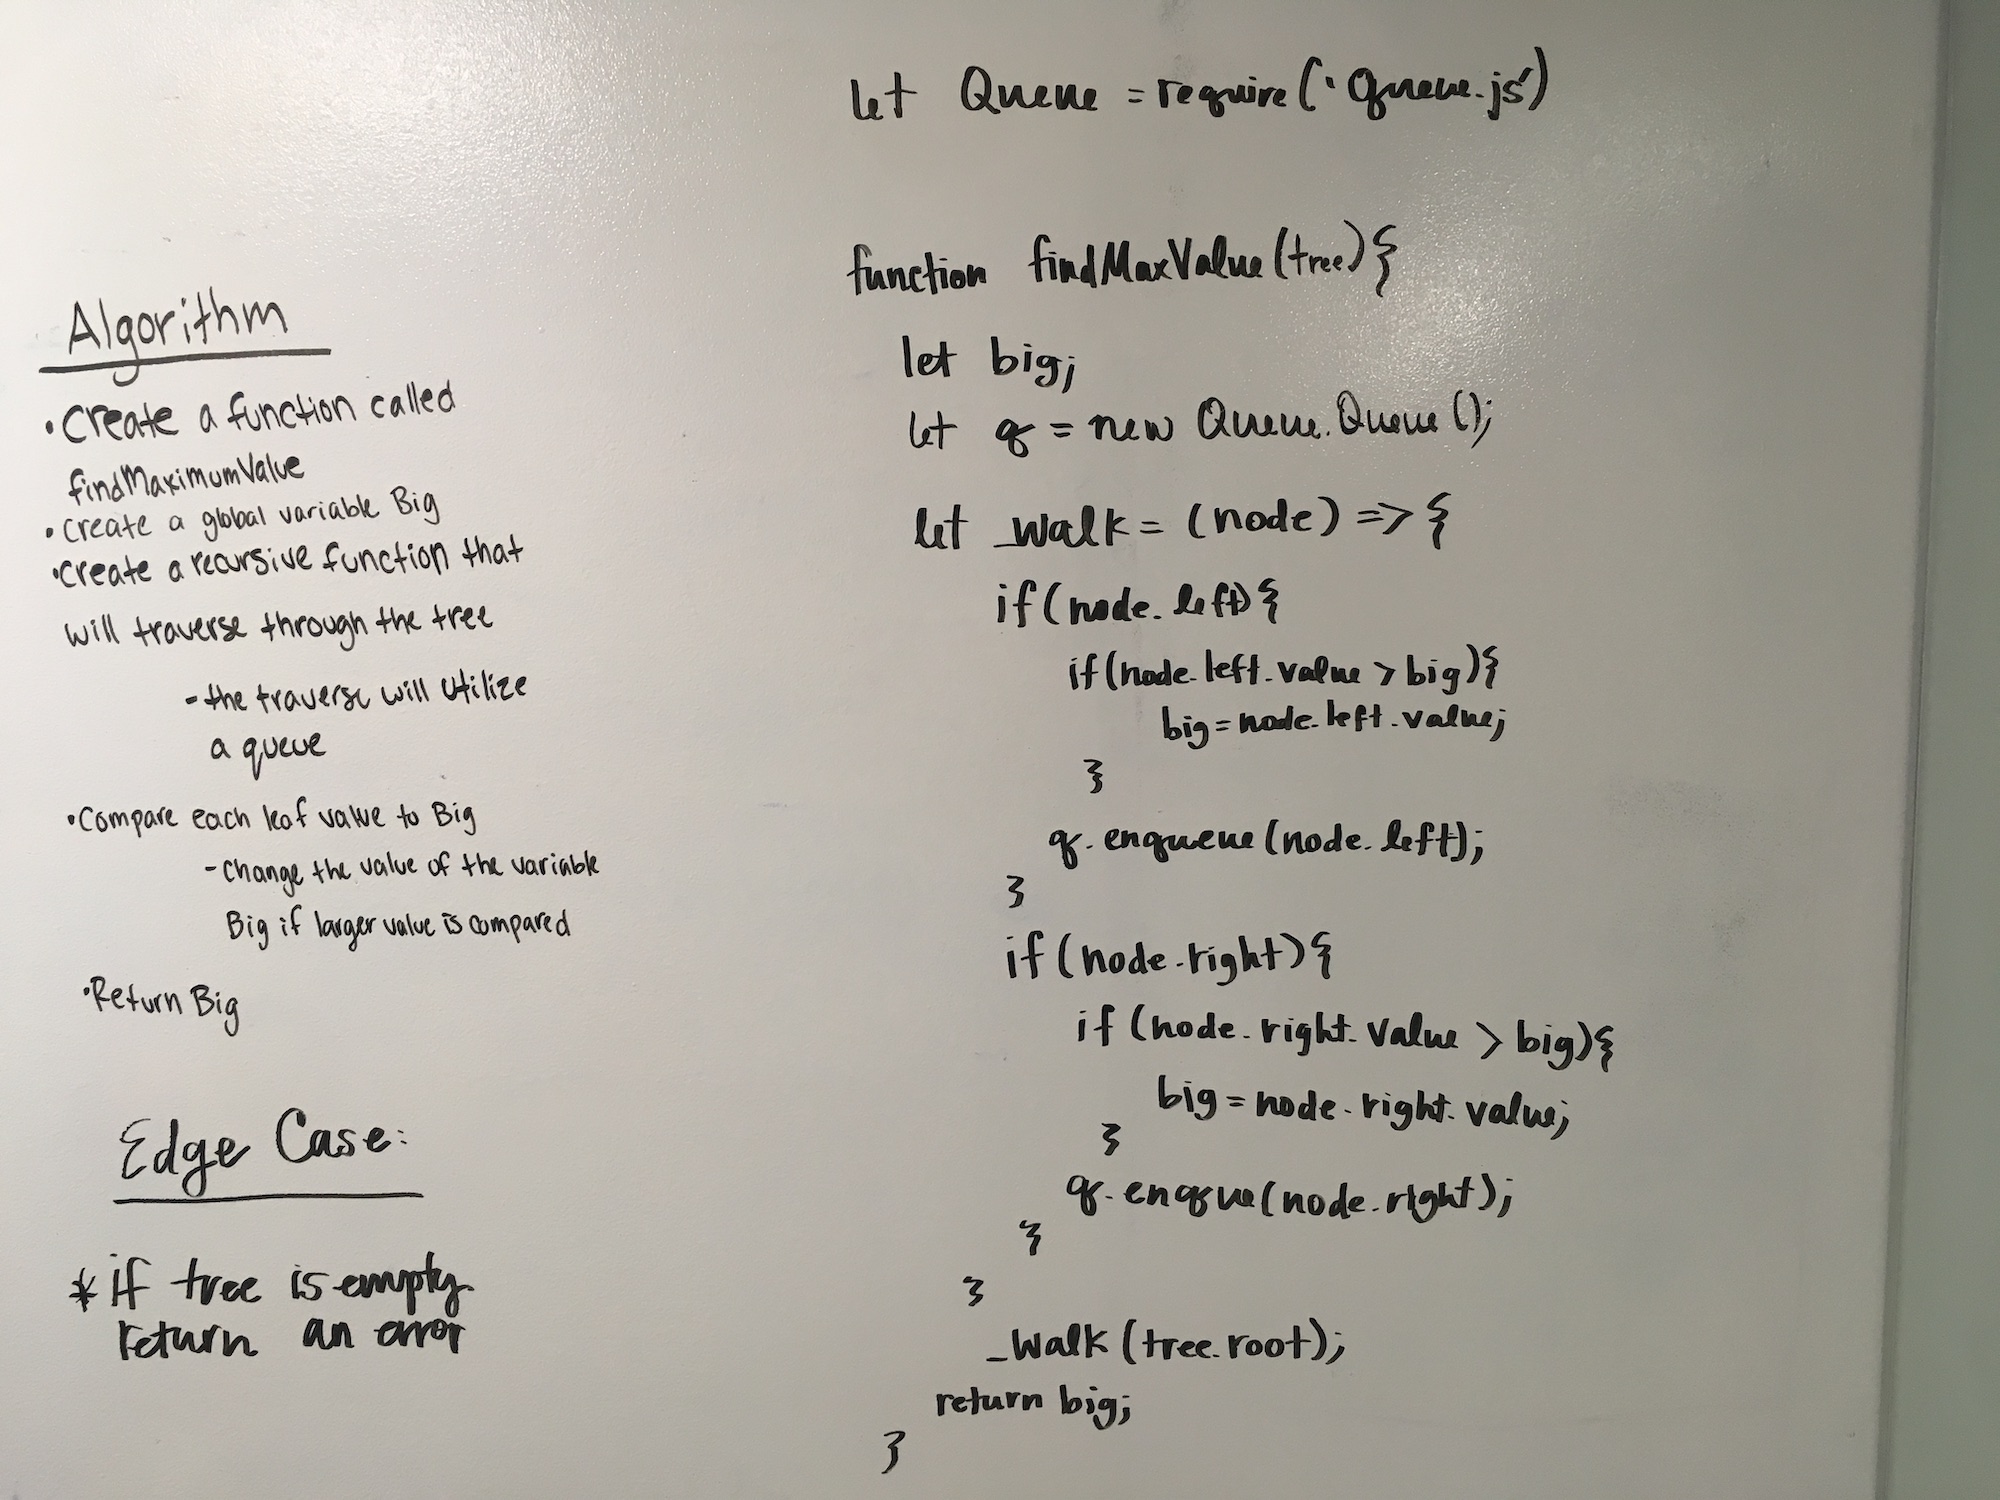 Algorithm
• Create a function called
findMaximumValue
• Create a global variable Big
• Create a recursive function that
will traverse through the tree
- the traverse will utilize
a queue
• Compare each leaf value to Big
- Change the value of the variable
Big if larger value is compared
• Return Big
Edge Case:
* if tree is empty
return an error
let Queue = require('queue.js')
function findMaxValue(tree){
let big;
let q = new Queue.Queue();
let _walk = (node) => {
if(node.left){
if(node.left.value > big){
big = node.left.value;
}
q.enqueue(node.left);
}
if(node.right){
if(node.right.value > big){
big = node.right.value;
}
q.enque(node.right);
}
}
_walk(tree.root);
return big;
}